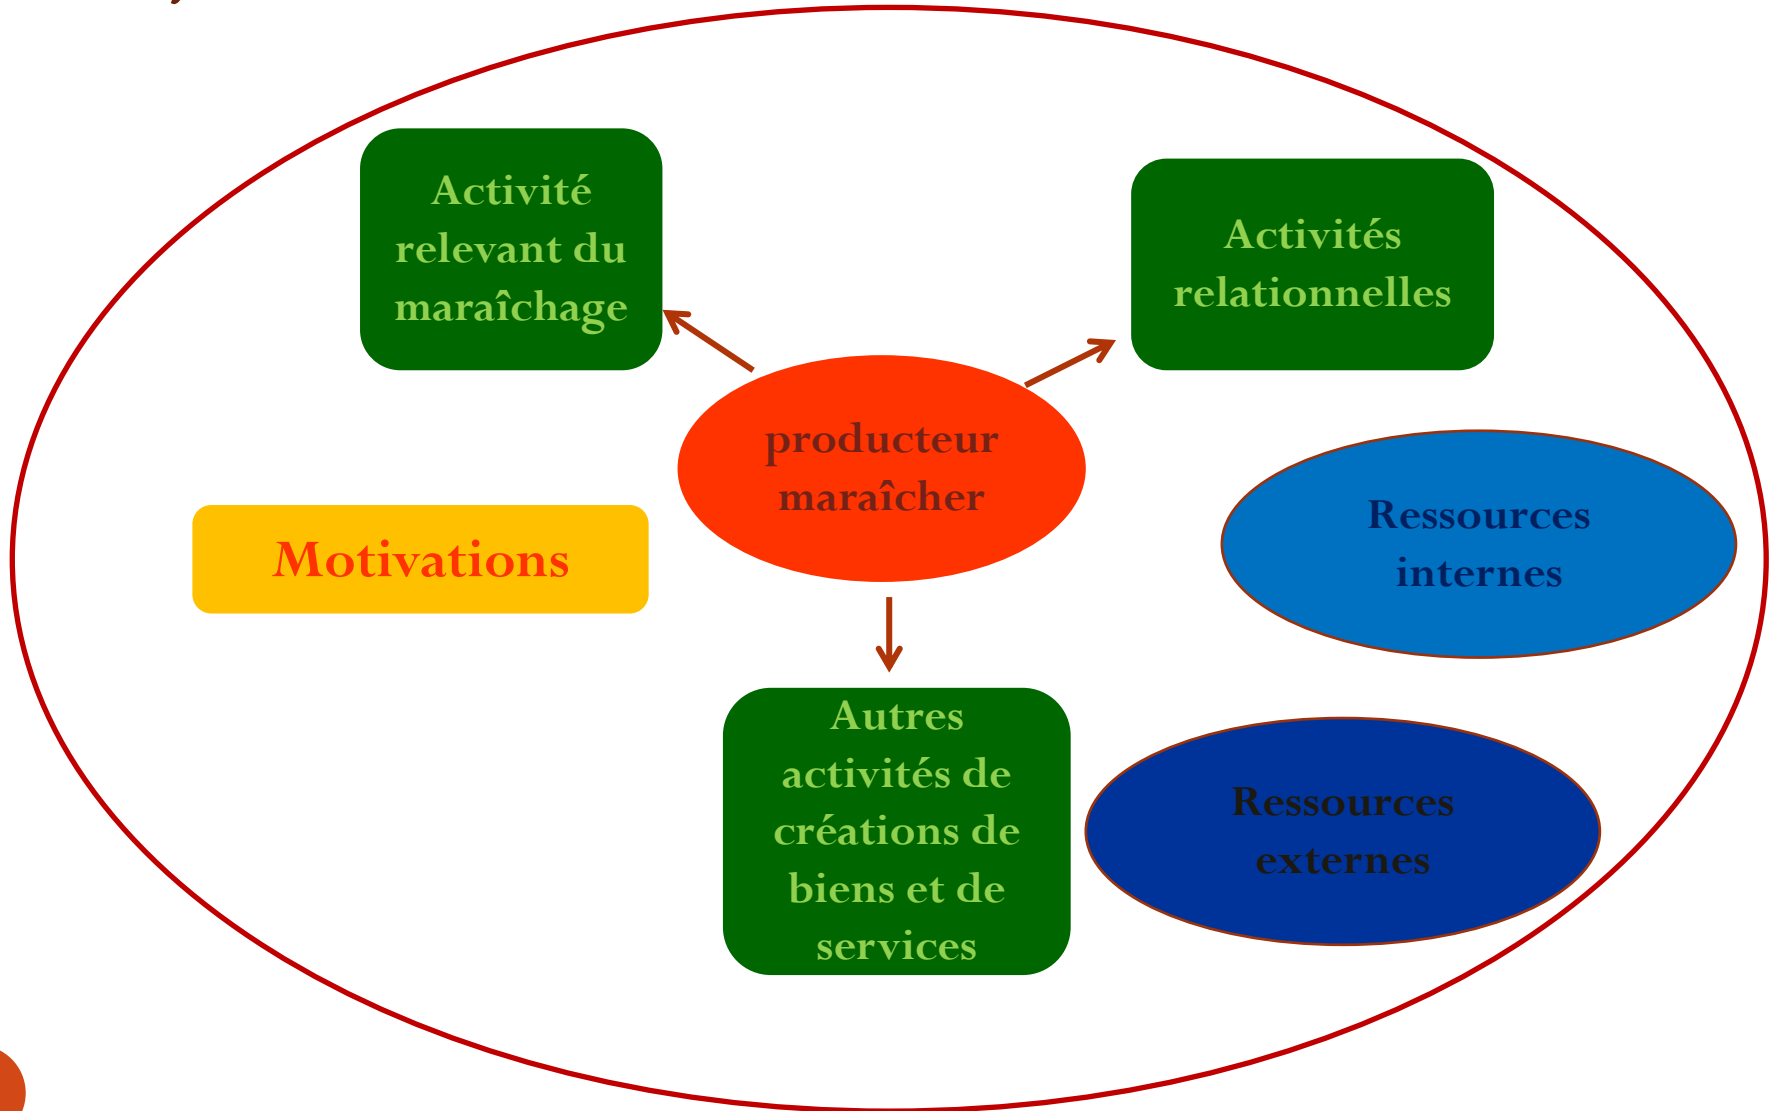 Activité
relevant du
maraîchage
Activités
relationnelles
producteur
maraîcher
Motivations
Ressources
internes
Autres
activités de
créations de
biens et de
services
Ressources
externes